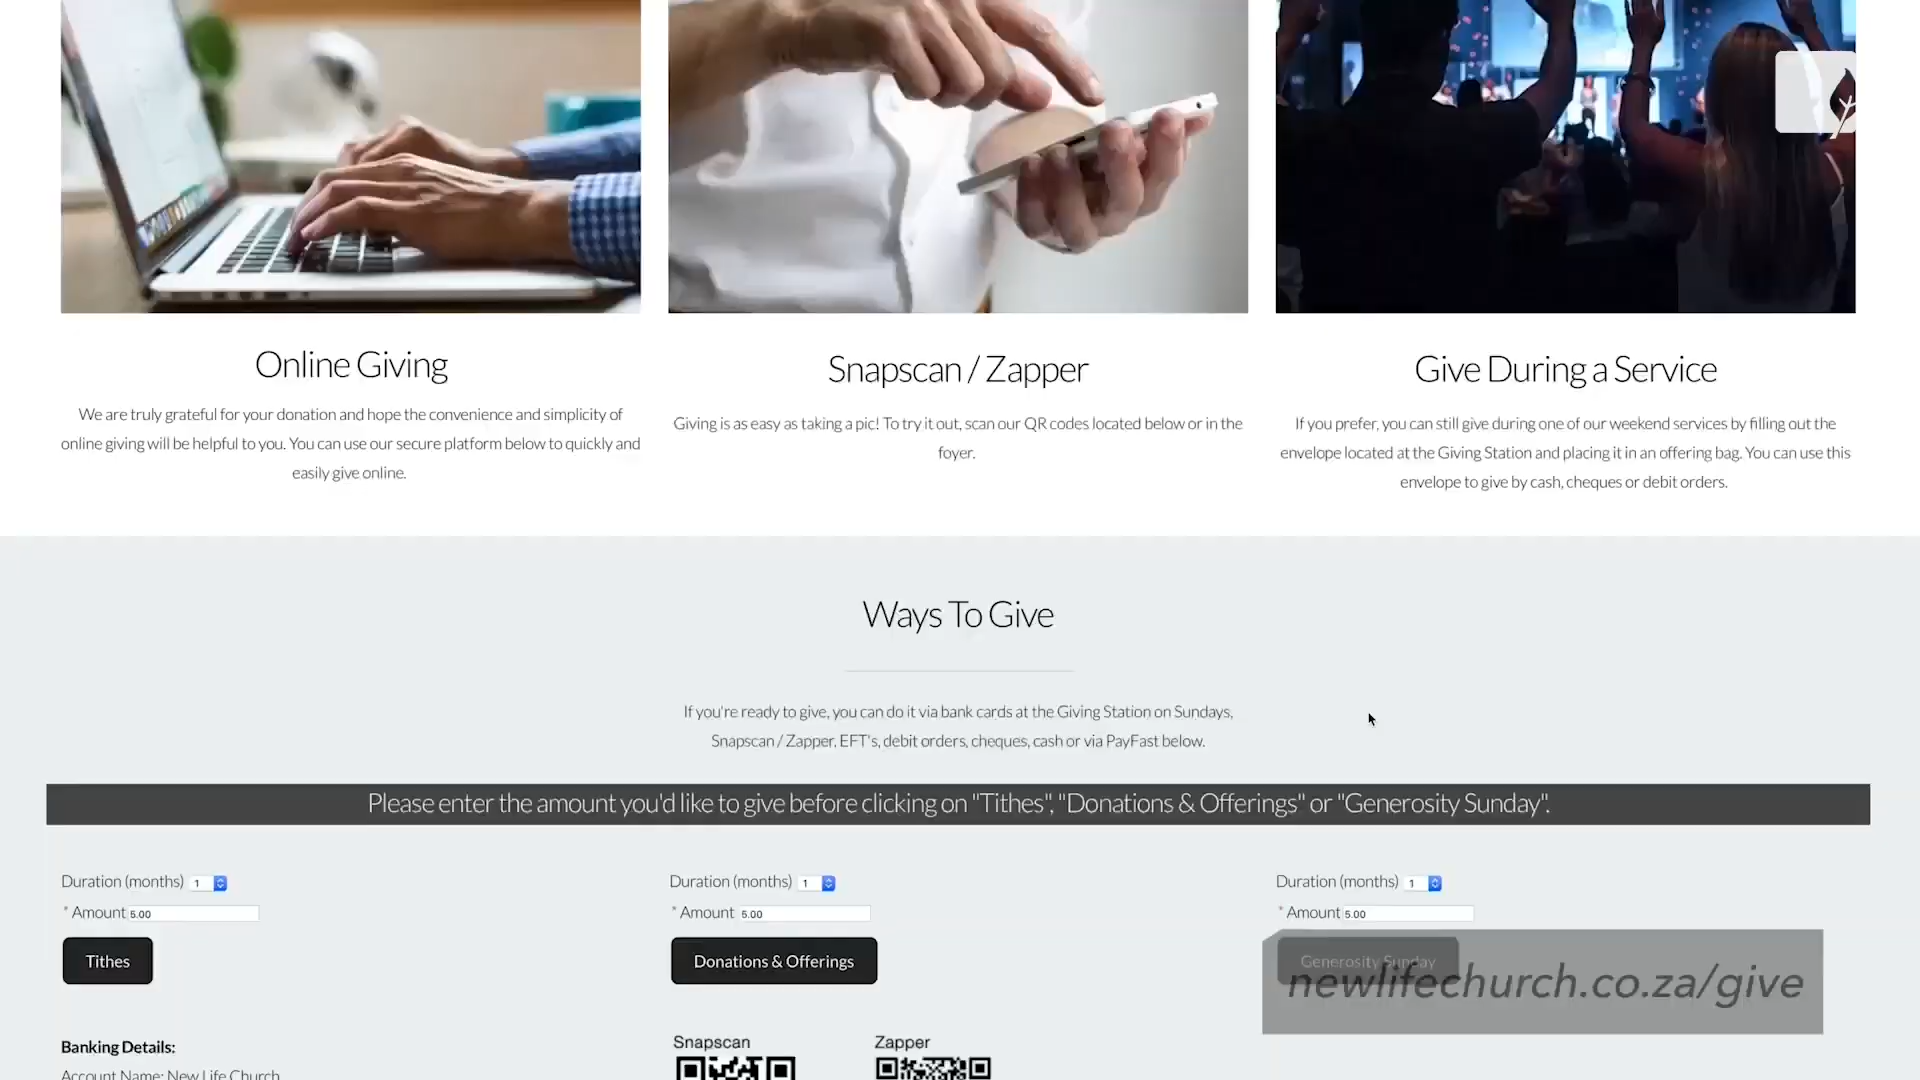 Online Giving
We are truly grateful for your donation and hope the convenience and simplicity of
online giving will be helpful to you. You can use our secure platform below to quickly and
easily give online.
Snapscan / Zapper
Giving is as easy as taking a pic! To try it out, scan our QR codes located below or in the
foyer.
Give During a Service
If you prefer, you can still give during one of our weekend services by filling out the
envelope located at the Giving Station and placing it in an offering bag. You can use this
envelope to give by cash, cheques or debit orders.
Ways To Give
If you're ready to give, you can do it via bank cards at the Giving Station on Sundays,
Snapscan / Zapper, EFT's, debit orders, cheques, cash or via PayFast below.
Please enter the amount you'd like to give before clicking on "Tithes", "Donations & Offerings" or "Generosity Sunday".
Duration (months) 1
* Amount 5.00
Tithes
Duration (months) 1
* Amount 5.00
Donations & Offerings
Duration (months) 1
* Amount 5.00
Generosity Sunday
newlifechurch.co.za/give
Banking Details:
Account Name: New Life Church
Snapscan
Zapper